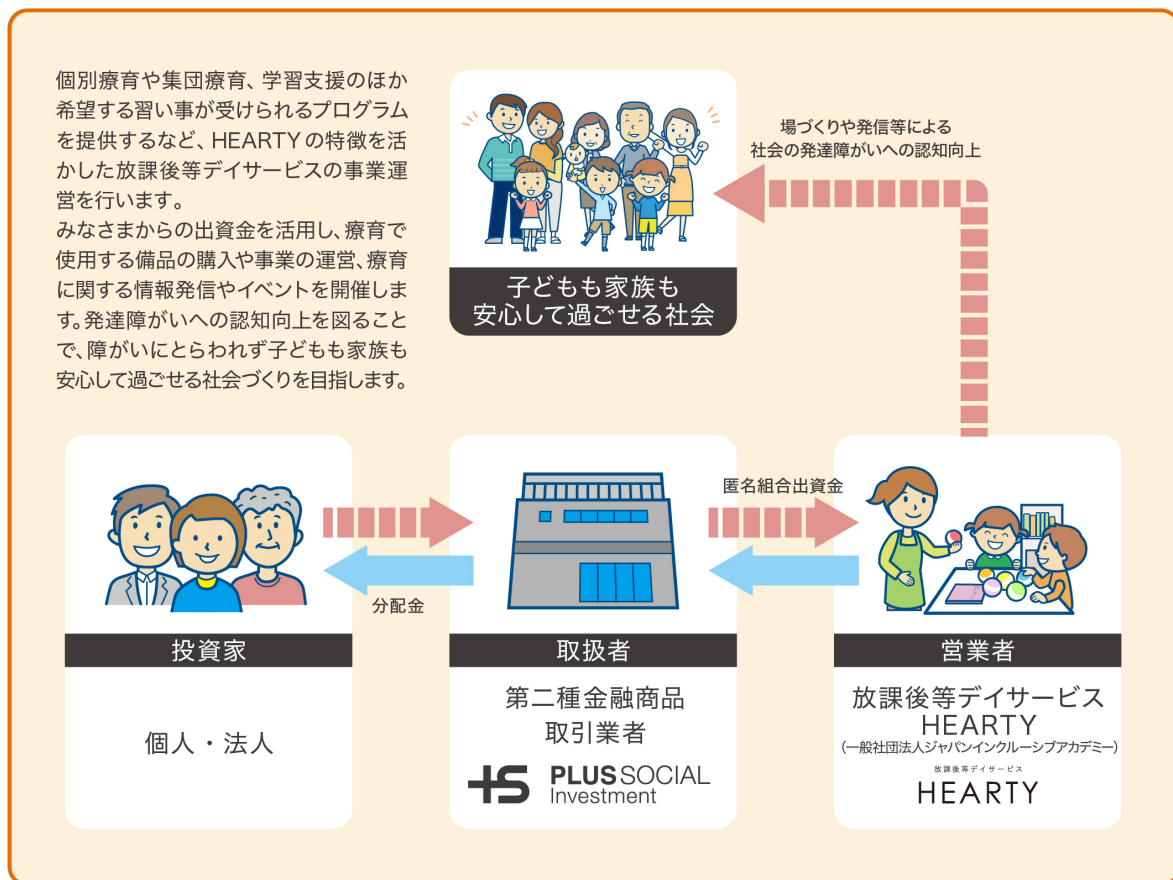 個別療育や集団療育、学習支援のほか
希望する習い事が受けられるプログラム
を提供するなど、HEARTYの特徴を活
かした放課後等デイサービスの事業運
営を行います。
みなさまからの出資金を活用し、療育で
使用する備品の購入や事業の運営、療育
に関する情報発信やイベントを開催しま
す。発達障がいへの認知向上を図ること
で、障がいにとらわれず子どもも家族も
安心して過ごせる社会づくりを目指します。
子どもも家族も
安心して過ごせる社会
場づくりや発信等による
社会の発達障がいへの認知向上
分配金
匿名組合出資金
投資家
個人・法人
取扱者
第二種金融商品
取引業者
+S PLUS SOCIAL
Investment
営業者
放課後等デイサービス
HEARTY
(一般社団法人ジャパンインクルーシブアカデミー)
放課後等デイサービス
HEARTY